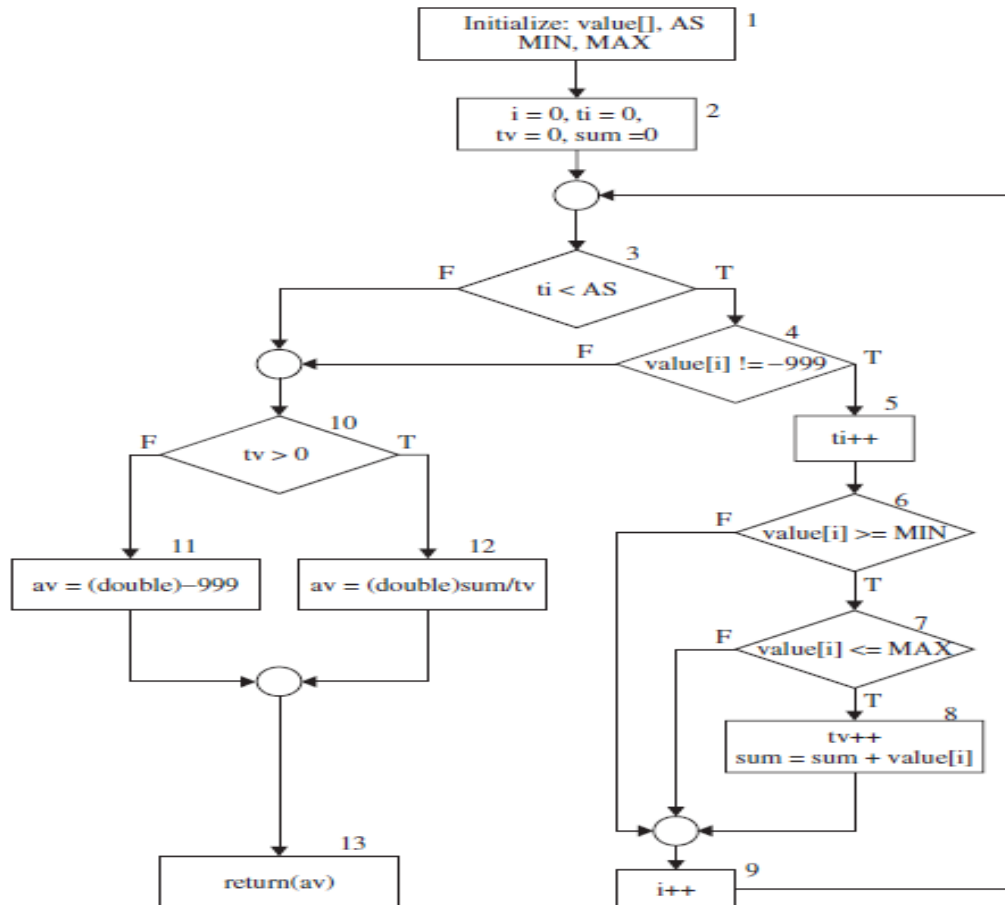 Initialize: value[], AS
MIN, MAX
1
i = 0, ti = 0,
tv = 0, sum =0
2
3
F
T
ti < AS
4
F
T
value[i] != −999
5
ti++
10
F
T
tv > 0
6
F
value[i] >= MIN
T
11
av = (double)−999
12
av = (double)sum/tv
7
F
value[i] <= MAX
T
8
tv++
sum = sum + value[i]
13
return(av)
9
i++